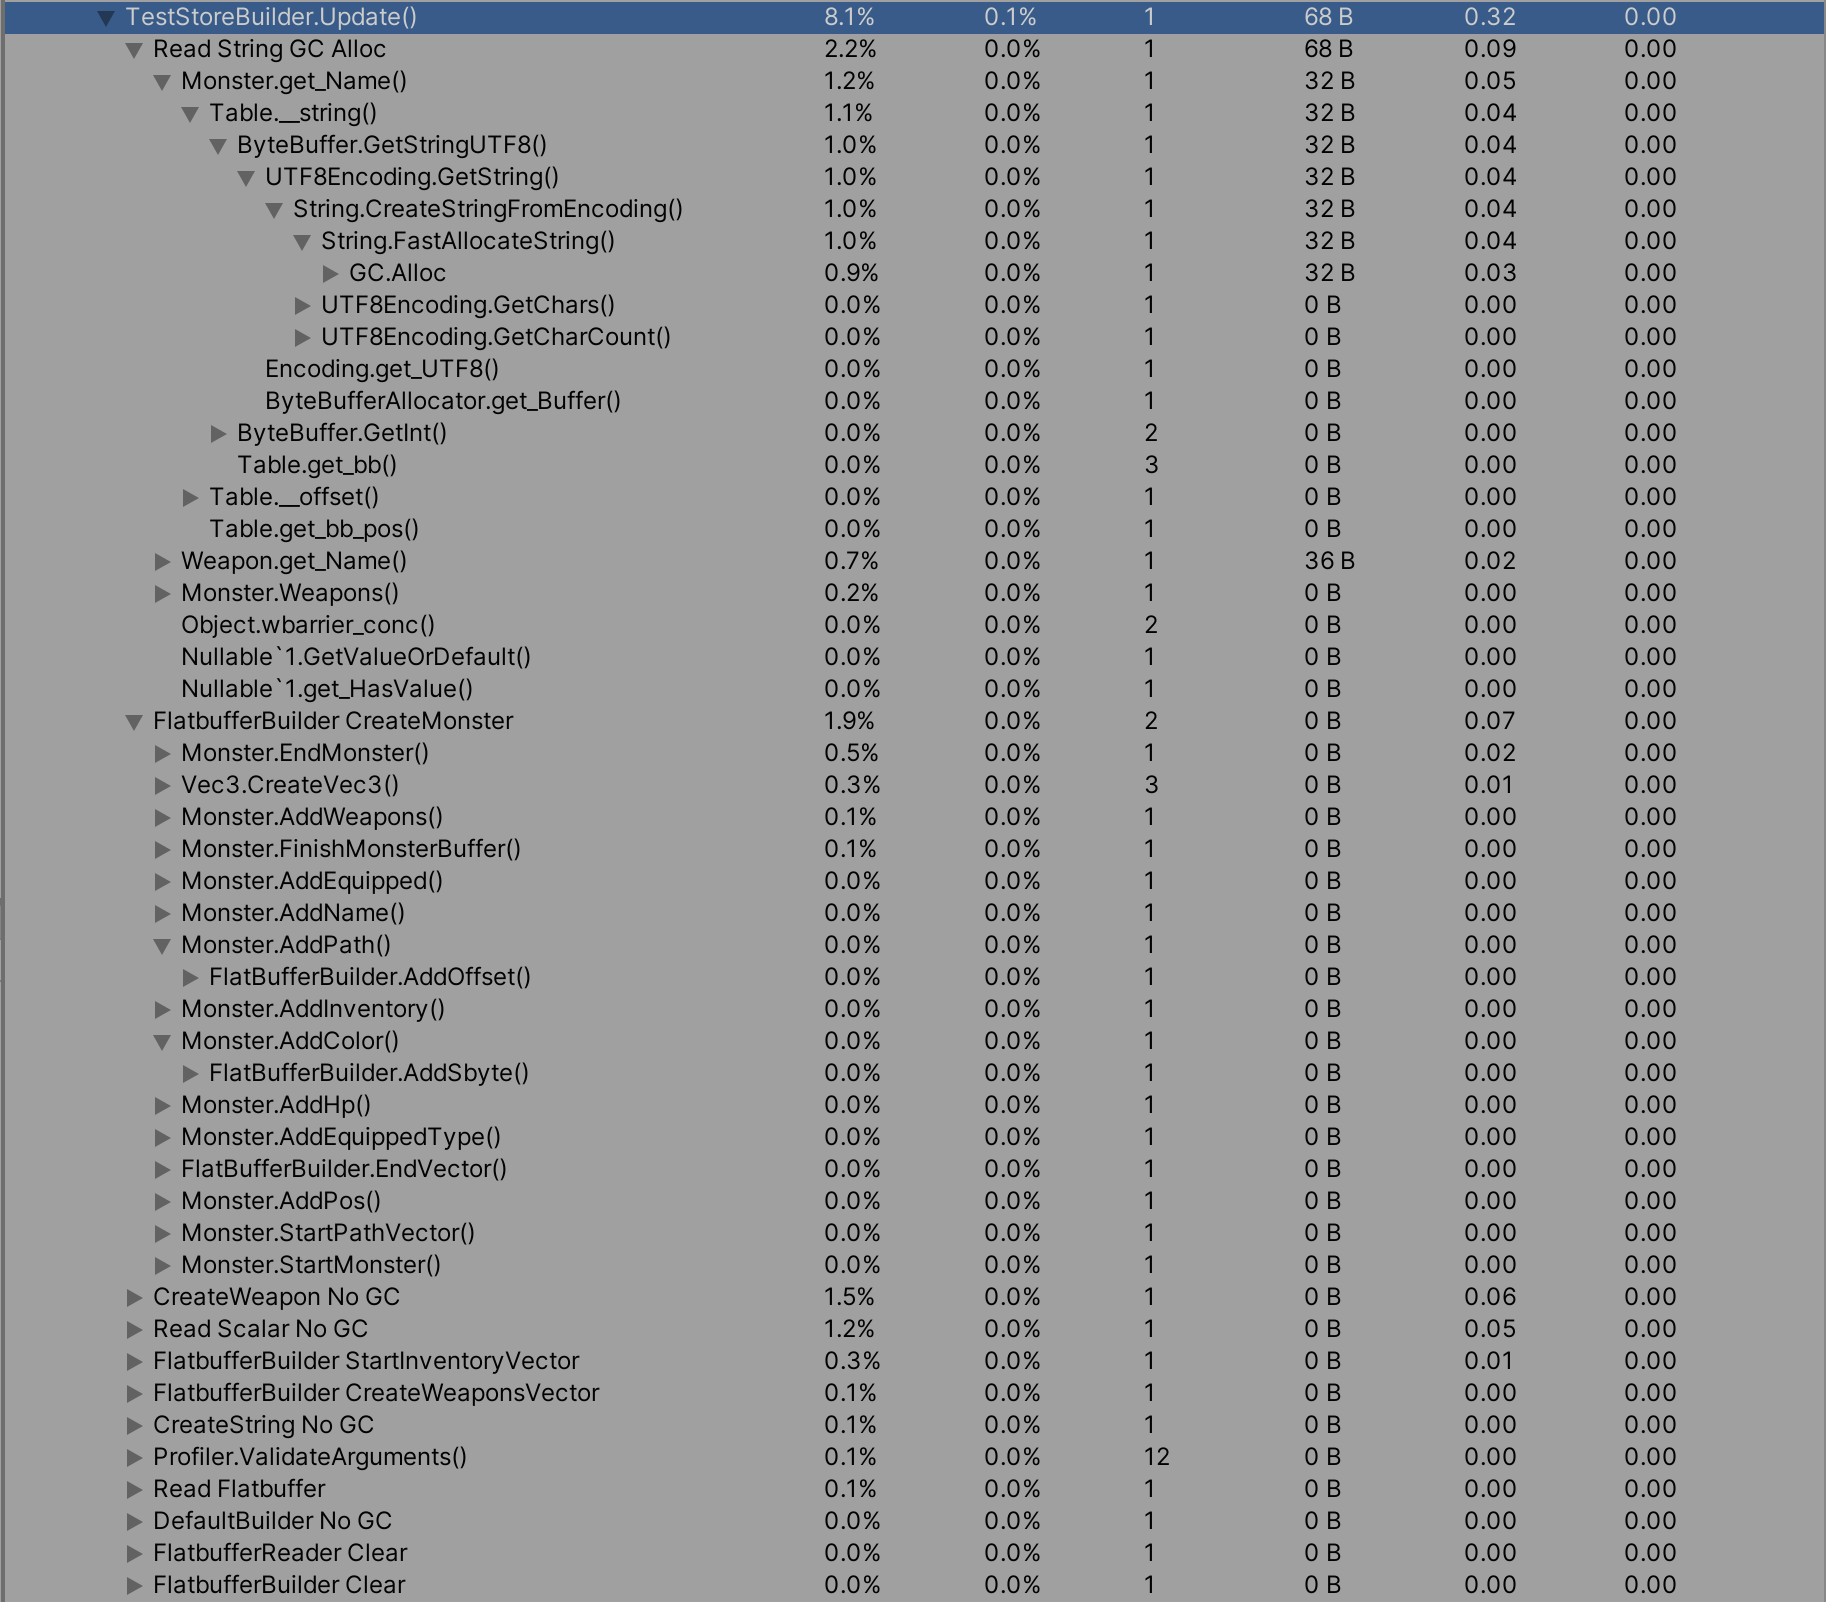 TestStoreBuilder.Update() 8.1% 0.1% 1 68 B 0.32 0.00
Read String GC Alloc 2.2% 0.0% 1 68 B 0.09 0.00
Monster.get_Name() 1.2% 0.0% 1 32 B 0.05 0.00
Table.__string() 1.1% 0.0% 1 32 B 0.04 0.00
ByteBuffer.GetStringUTF8() 1.0% 0.0% 1 32 B 0.04 0.00
UTF8Encoding.GetString() 1.0% 0.0% 1 32 B 0.04 0.00
String.CreateStringFromEncoding() 1.0% 0.0% 1 32 B 0.04 0.00
String.FastAllocateString() 1.0% 0.0% 1 32 B 0.04 0.00
GC.Alloc 0.9% 0.0% 1 32 B 0.03 0.00
UTF8Encoding.GetChars() 0.0% 0.0% 1 0 B 0.00 0.00
UTF8Encoding.GetCharCount() 0.0% 0.0% 1 0 B 0.00 0.00
Encoding.get_UTF8() 0.0% 0.0% 1 0 B 0.00 0.00
ByteBufferAllocator.get_Buffer() 0.0% 0.0% 1 0 B 0.00 0.00
ByteBuffer.GetInt() 0.0% 0.0% 2 0 B 0.00 0.00
Table.get_bb() 0.0% 0.0% 3 0 B 0.00 0.00
Table.__offset() 0.0% 0.0% 1 0 B 0.00 0.00
Table.get_bb_pos() 0.0% 0.0% 1 0 B 0.00 0.00
Weapon.get_Name() 0.7% 0.0% 1 36 B 0.02 0.00
Monster.Weapons() 0.2% 0.0% 1 0 B 0.00 0.00
Object.wbarrier_conc() 0.0% 0.0% 2 0 B 0.00 0.00
Nullable`1.GetValueOrDefault() 0.0% 0.0% 1 0 B 0.00 0.00
Nullable`1.get_HasValue() 0.0% 0.0% 1 0 B 0.00 0.00
FlatbufferBuilder CreateMonster 1.9% 0.0% 2 0 B 0.07 0.00
Monster.EndMonster() 0.5% 0.0% 1 0 B 0.02 0.00
Vec3.CreateVec3() 0.3% 0.0% 3 0 B 0.01 0.00
Monster.AddWeapons() 0.1% 0.0% 1 0 B 0.00 0.00
Monster.FinishMonsterBuffer() 0.1% 0.0% 1 0 B 0.00 0.00
Monster.AddEquipped() 0.0% 0.0% 1 0 B 0.00 0.00
Monster.AddName() 0.0% 0.0% 1 0 B 0.00 0.00
Monster.AddPath() 0.0% 0.0% 1 0 B 0.00 0.00
FlatBufferBuilder.AddOffset() 0.0% 0.0% 1 0 B 0.00 0.00
Monster.AddInventory() 0.0% 0.0% 1 0 B 0.00 0.00
Monster.AddColor() 0.0% 0.0% 1 0 B 0.00 0.00
FlatBufferBuilder.AddSbyte() 0.0% 0.0% 1 0 B 0.00 0.00
Monster.AddHp() 0.0% 0.0% 1 0 B 0.00 0.00
Monster.AddEquippedType() 0.0% 0.0% 1 0 B 0.00 0.00
FlatBufferBuilder.EndVector() 0.0% 0.0% 1 0 B 0.00 0.00
Monster.AddPos() 0.0% 0.0% 1 0 B 0.00 0.00
Monster.StartPathVector() 0.0% 0.0% 1 0 B 0.00 0.00
Monster.StartMonster() 0.0% 0.0% 1 0 B 0.00 0.00
CreateWeapon No GC 1.5% 0.0% 1 0 B 0.06 0.00
Read Scalar No GC 1.2% 0.0% 1 0 B 0.05 0.00
FlatbufferBuilder StartInventoryVector 0.3% 0.0% 1 0 B 0.01 0.00
FlatbufferBuilder CreateWeaponsVector 0.1% 0.0% 1 0 B 0.00 0.00
CreateString No GC 0.1% 0.0% 1 0 B 0.00 0.00
Profiler.ValidateArguments() 0.1% 0.0% 12 0 B 0.00 0.00
Read Flatbuffer 0.1% 0.0% 1 0 B 0.00 0.00
DefaultBuilder No GC 0.0% 0.0% 1 0 B 0.00 0.00
FlatbufferReader Clear 0.0% 0.0% 1 0 B 0.00 0.00
FlatbufferBuilder Clear 0.0% 0.0% 1 0 B 0.00 0.00